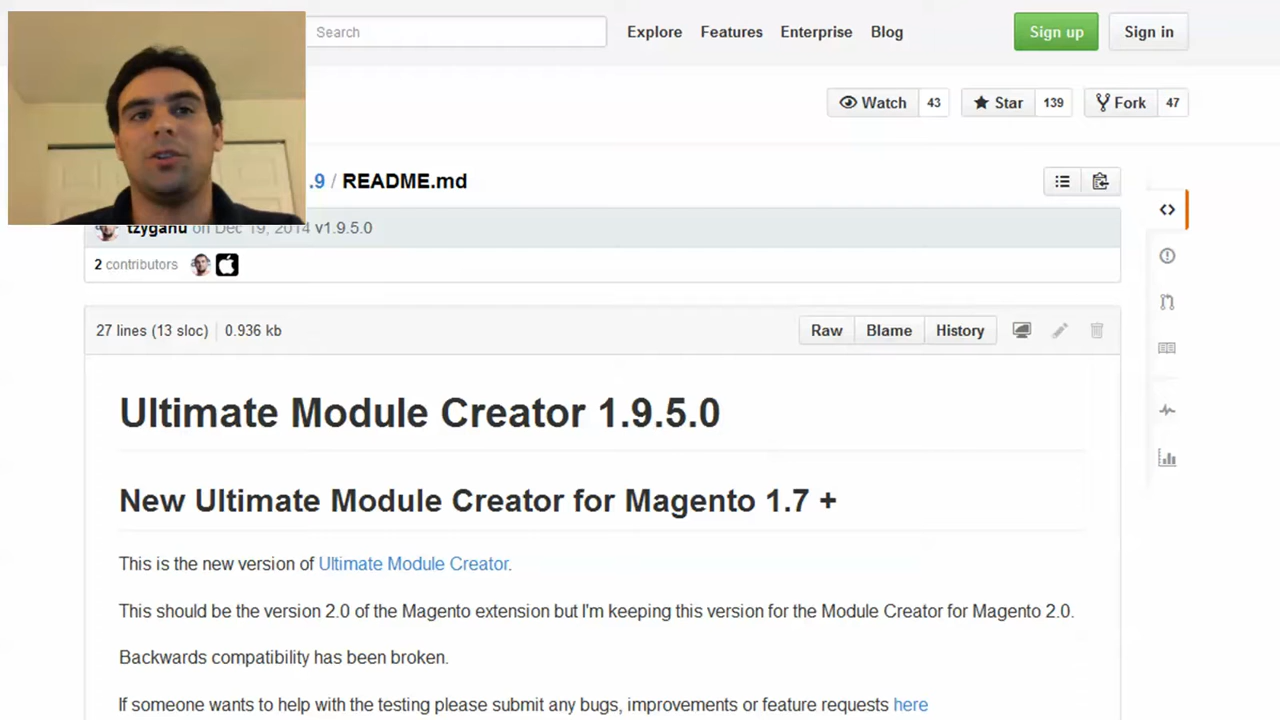 Search Explore Features Enterprise Blog Sign up Sign in
Watch 43 Star 139 Fork 47
.9 / README.md
tzyganu on Dec 19, 2014 v1.9.5.0
2 contributors
27 lines (13 sloc) 0.936 kb Raw Blame History
Ultimate Module Creator 1.9.5.0
New Ultimate Module Creator for Magento 1.7 +
This is the new version of Ultimate Module Creator.
This should be the version 2.0 of the Magento extension but I'm keeping this version for the Module Creator for Magento 2.0.
Backwards compatibility has been broken.
If someone wants to help with the testing please submit any bugs, improvements or feature requests here